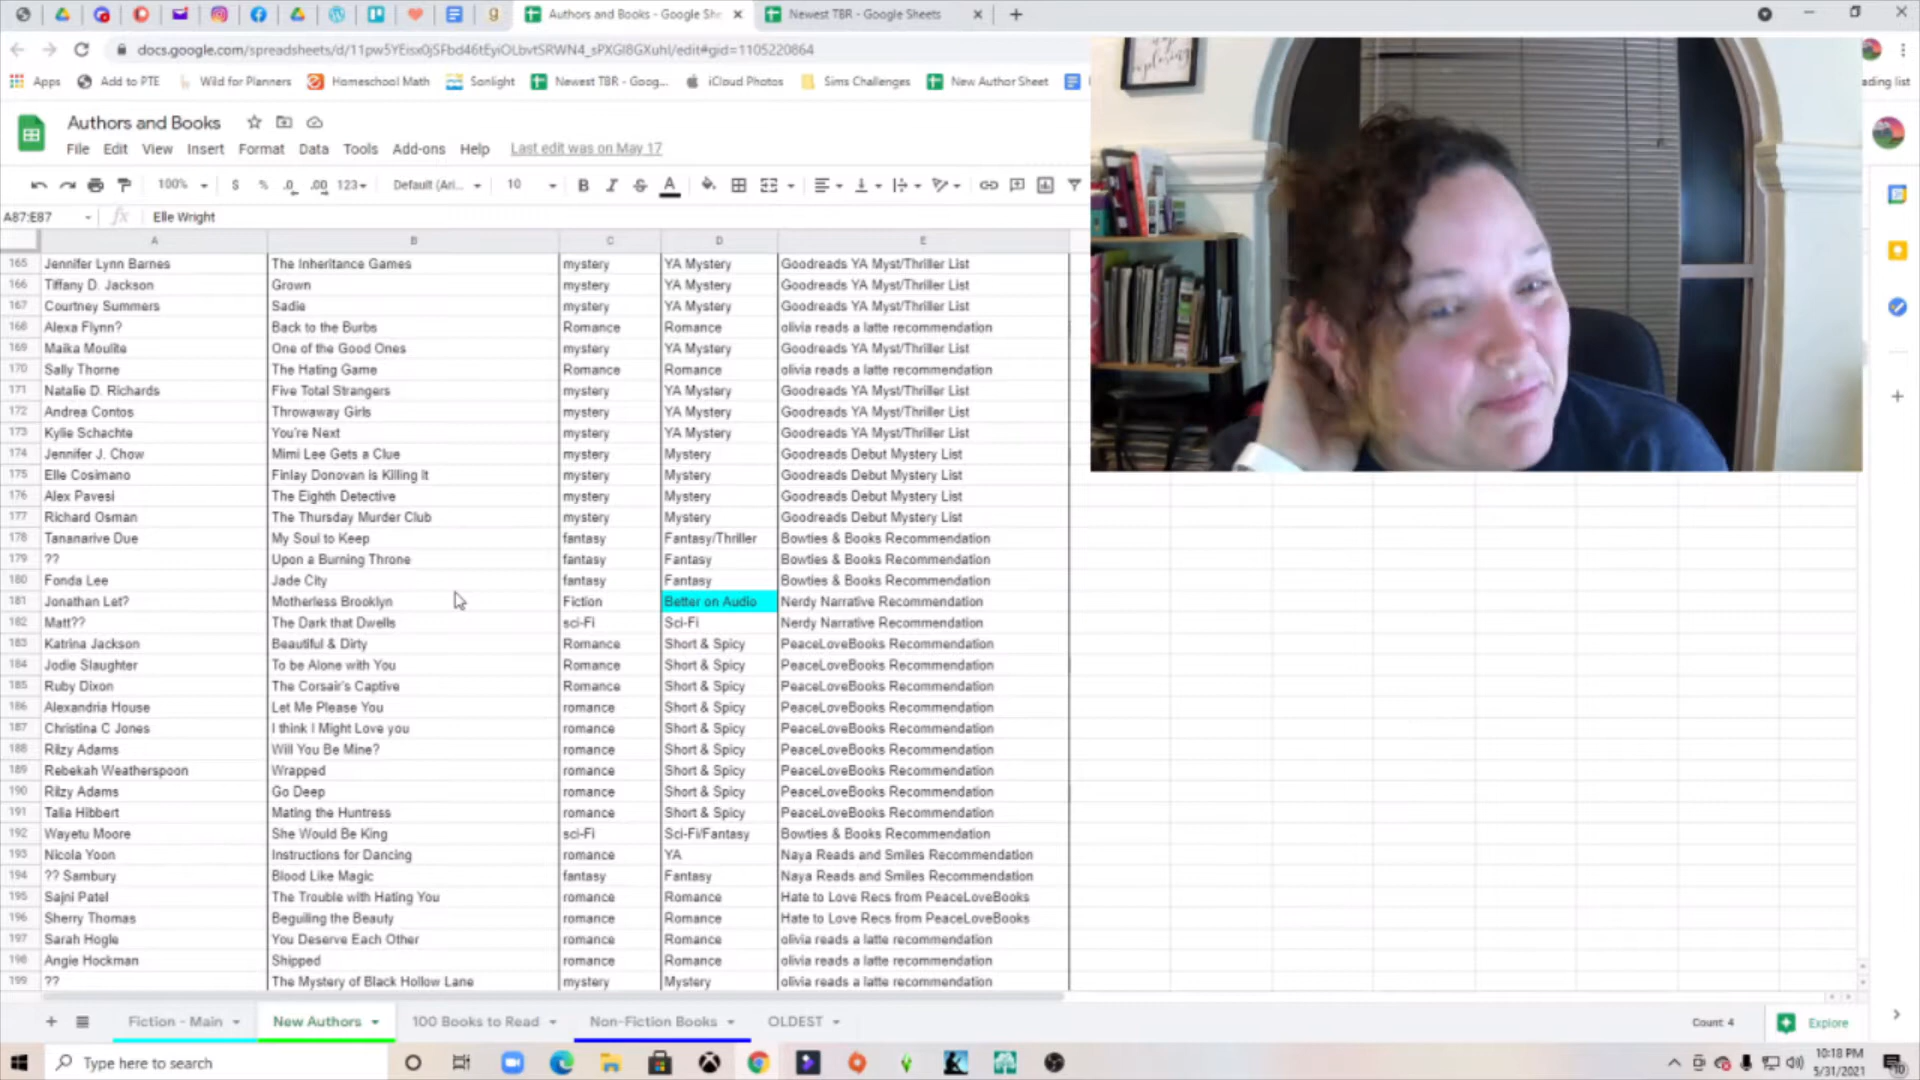 Authors and Books - Google She
Newest TBR - Google Sheets
docs.google.com/spreadsheets/d/11pw5YEisx0jSFbd46tEyiOLbvtSRWN4_sPXGl8GXuhI/edit#gid=1105220864
Apps
Add to PTE
Wild for Planners
Homeschool Math
Sonlight
Newest TBR - Goog...
iCloud Photos
Sims Challenges
New Author Sheet
ading list
Authors and Books
File Edit View Insert Format Data Tools Add-ons Help Last edit was on May 17
100% $ % .0 .00 123 Default (Ari... 10 B I S A
A87:E87 fx Elle Wright
A B C D E
165 Jennifer Lynn Barnes The Inheritance Games mystery YA Mystery Goodreads YA Myst/Thriller List
166 Tiffany D. Jackson Grown mystery YA Mystery Goodreads YA Myst/Thriller List
167 Courtney Summers Sadie mystery YA Mystery Goodreads YA Myst/Thriller List
168 Alexa Flynn? Back to the Burbs Romance Romance olivia reads a latte recommendation
169 Maika Moulite One of the Good Ones mystery YA Mystery Goodreads YA Myst/Thriller List
170 Sally Thorne The Hating Game Romance Romance olivia reads a latte recommendation
171 Natalie D. Richards Five Total Strangers mystery YA Mystery Goodreads YA Myst/Thriller List
172 Andrea Contos Throwaway Girls mystery YA Mystery Goodreads YA Myst/Thriller List
173 Kylie Schachte You're Next mystery YA Mystery Goodreads YA Myst/Thriller List
174 Jennifer J. Chow Mimi Lee Gets a Clue mystery Mystery Goodreads Debut Mystery List
175 Elle Cosimano Finlay Donovan is Killing It mystery Mystery Goodreads Debut Mystery List
176 Alex Pavesi The Eighth Detective mystery Mystery Goodreads Debut Mystery List
177 Richard Osman The Thursday Murder Club mystery Mystery Goodreads Debut Mystery List
178 Tananarive Due My Soul to Keep fantasy Fantasy/Thriller Bowties & Books Recommendation
179 ?? Upon a Burning Throne fantasy Fantasy Bowties & Books Recommendation
180 Fonda Lee Jade City fantasy Fantasy Bowties & Books Recommendation
181 Jonathan Let? Motherless Brooklyn Fiction Better on Audio Nerdy Narrative Recommendation
182 Matt?? The Dark that Dwells sci-Fi Sci-Fi Nerdy Narrative Recommendation
183 Katrina Jackson Beautiful & Dirty Romance Short & Spicy PeaceLoveBooks Recommendation
184 Jodie Slaughter To be Alone with You Romance Short & Spicy PeaceLoveBooks Recommendation
185 Ruby Dixon The Corsair's Captive Romance Short & Spicy PeaceLoveBooks Recommendation
186 Alexandria House Let Me Please You romance Short & Spicy PeaceLoveBooks Recommendation
187 Christina C Jones I think I Might Love you romance Short & Spicy PeaceLoveBooks Recommendation
188 Rilzy Adams Will You Be Mine? romance Short & Spicy PeaceLoveBooks Recommendation
189 Rebekah Weatherspoon Wrapped romance Short & Spicy PeaceLoveBooks Recommendation
190 Rilzy Adams Go Deep romance Short & Spicy PeaceLoveBooks Recommendation
191 Talia Hibbert Mating the Huntress romance Short & Spicy PeaceLoveBooks Recommendation
192 Wayetu Moore She Would Be King sci-Fi Sci-Fi/Fantasy Bowties & Books Recommendation
193 Nicola Yoon Instructions for Dancing romance YA Naya Reads and Smiles Recommendation
194 ?? Sambury Blood Like Magic fantasy Fantasy Naya Reads and Smiles Recommendation
195 Sajni Patel The Trouble with Hating You romance Romance Hate to Love Recs from PeaceLoveBooks
196 Sherry Thomas Beguiling the Beauty romance Romance Hate to Love Recs from PeaceLoveBooks
197 Sarah Hogle You Deserve Each Other romance Romance olivia reads a latte recommendation
198 Angie Hockman Shipped romance Romance olivia reads a latte recommendation
199 ?? The Mystery of Black Hollow Lane mystery Mystery olivia reads a latte recommendation
Fiction - Main New Authors 100 Books to Read Non-Fiction Books OLDEST Count: 4 Explore
Type here to search
10:18 PM
5/31/2021